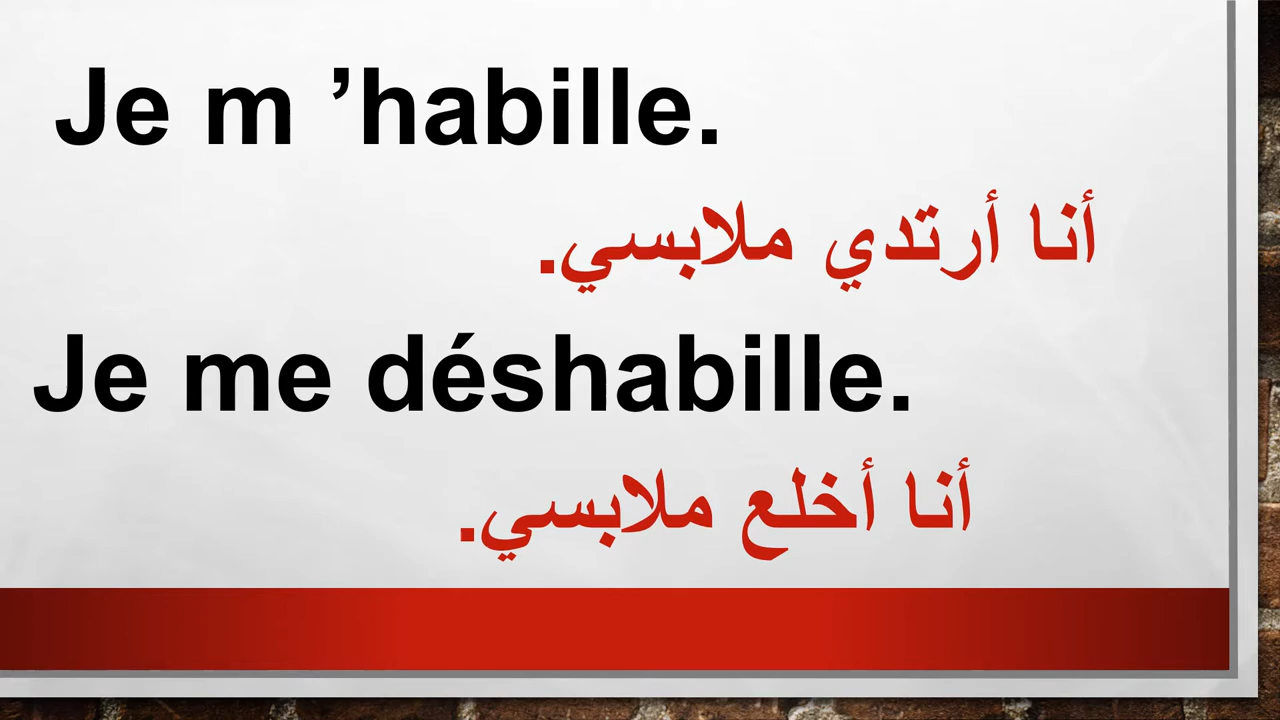 Je m ’habille.
أنا أرتدي ملابسي.
Je me déshabille.
أنا أخلع ملابسي.